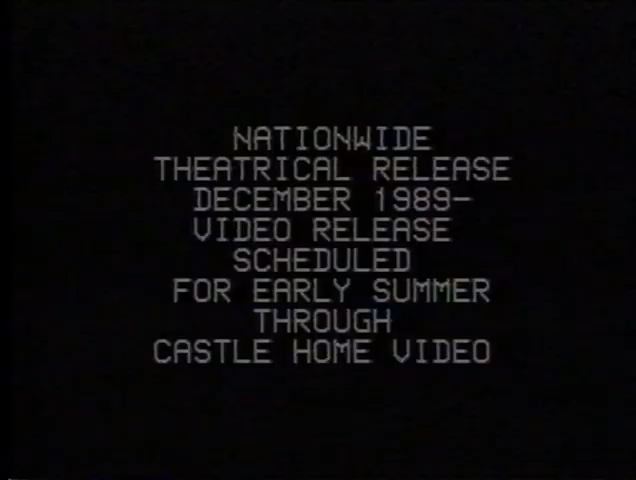 NATIONWIDE
THEATRICAL RELEASE
DECEMBER 1989-
VIDEO RELEASE
SCHEDULED
FOR EARLY SUMMER
THROUGH
CASTLE HOME VIDEO